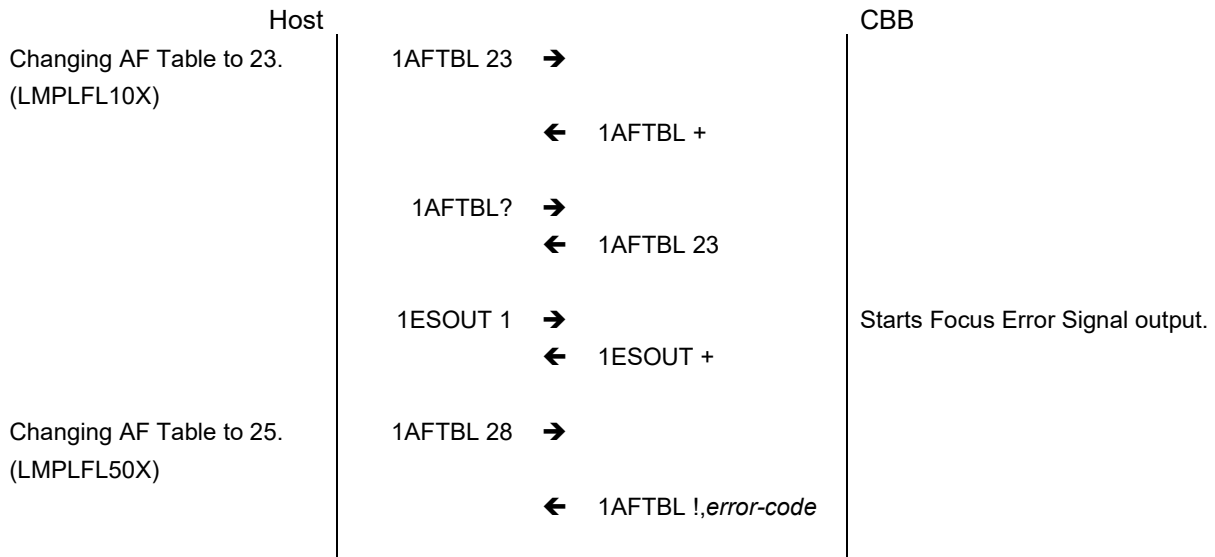 Host CBB
Changing AF Table to 23. 1AFTBL 23 ➔
(LMPLFL10X)
🡸 1AFTBL +
1AFTBL? ➔
🡸 1AFTBL 23
1ESOUT 1 ➔ Starts Focus Error Signal output.
🡸 1ESOUT +
Changing AF Table to 25. 1AFTBL 28 ➔
(LMPLFL50X)
🡸 1AFTBL !,error-code